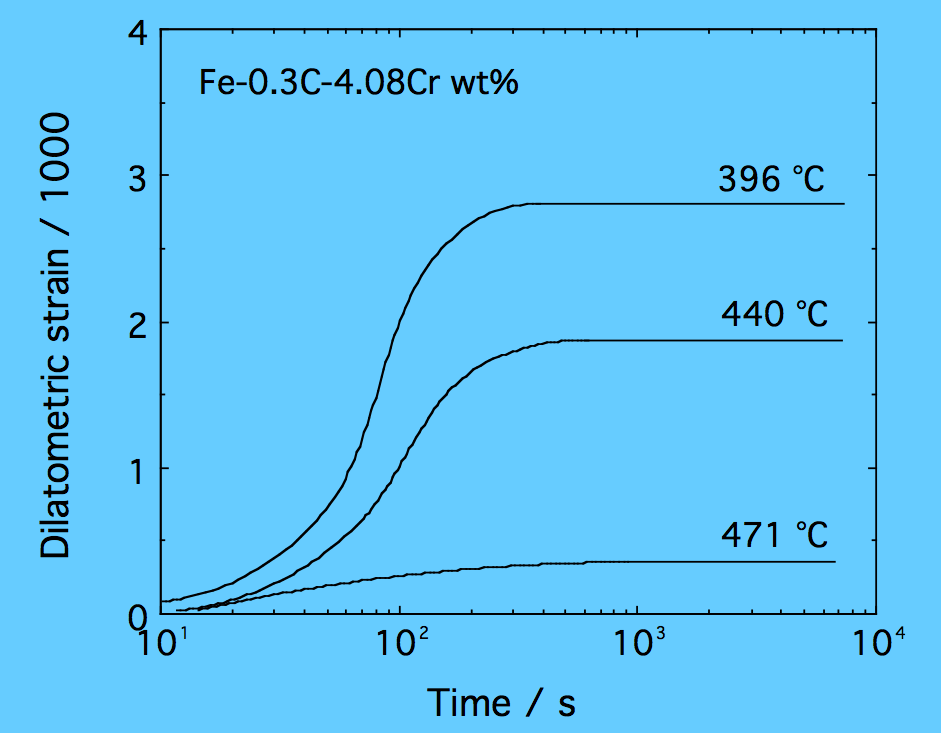 Fe-0.3C-4.08Cr wt%
Dilatometric strain / 1000
4
3
2
1
0
396 °C
440 °C
471 °C
10¹ 10² 10³ 10⁴
Time / s